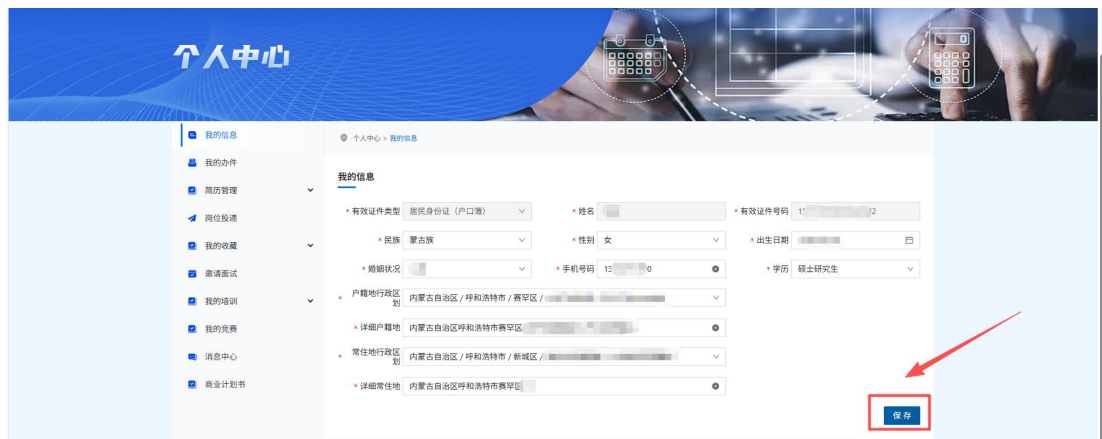 个人中心
我的信息
个人中心 > 我的信息
我的办件
简历管理
岗位投递
我的收藏
邀请面试
我的培训
我的竞赛
消息中心
商业计划书
我的信息
* 有效证件类型 居民身份证（户口簿） * 姓名 * 有效证件号码 1 2
* 民族 蒙古族 * 性别 女 * 出生日期
* 婚姻状况 * 手机号码 13 0 * 学历 硕士研究生
* 户籍地行政区划 内蒙古自治区 / 呼和浩特市 / 赛罕区 /
* 详细户籍地 内蒙古自治区呼和浩特市赛罕区
* 常住地行政区划 内蒙古自治区 / 呼和浩特市 / 新城区 /
* 详细常住地 内蒙古自治区呼和浩特市赛罕区
保存